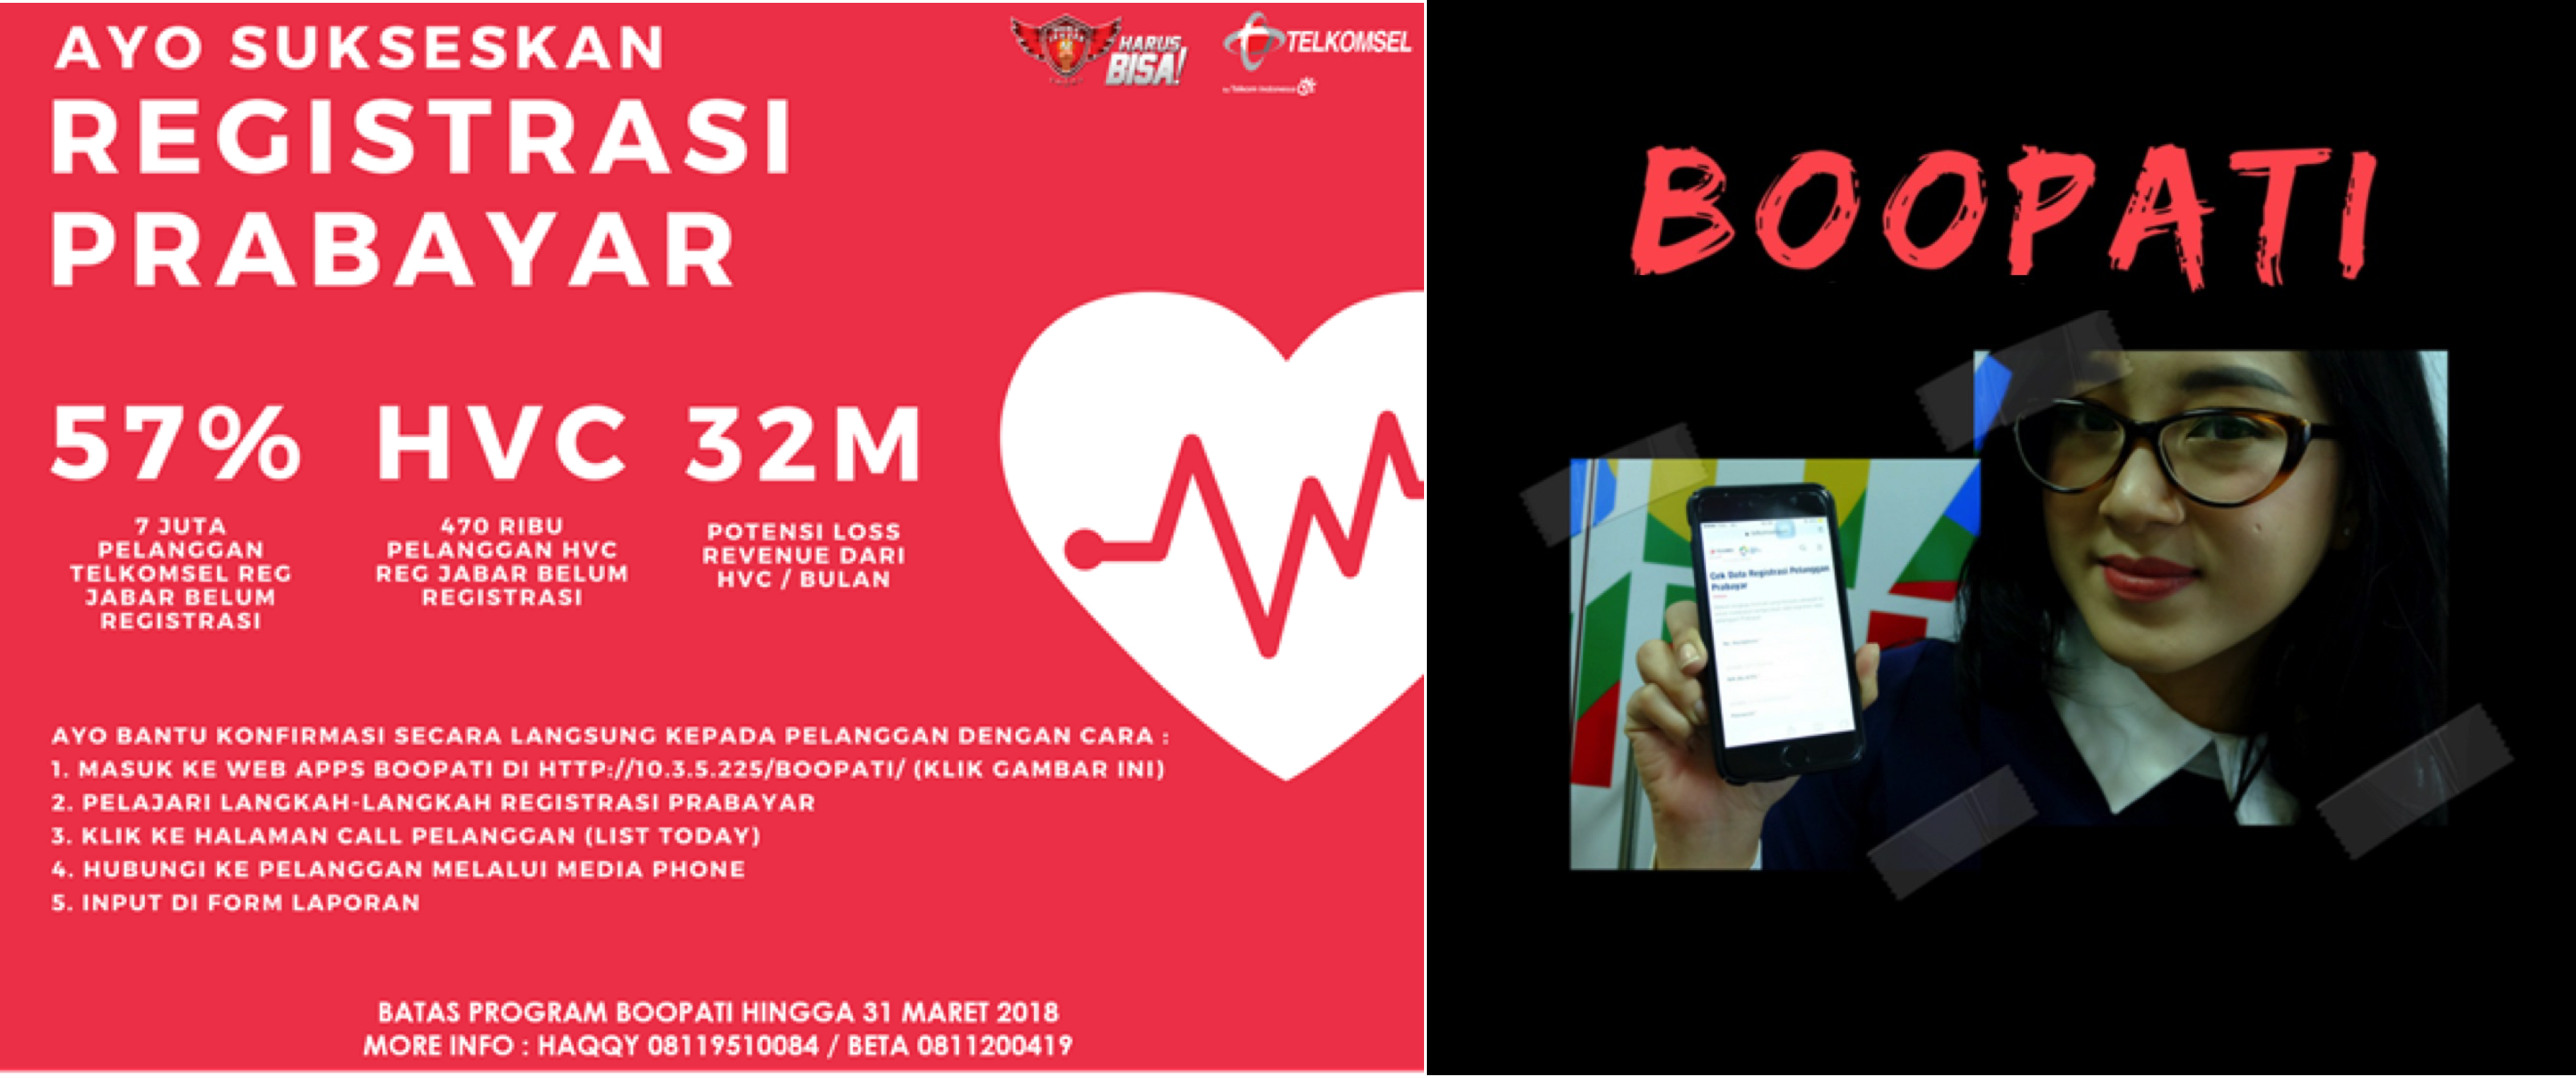 AYO SUKSESKAN
REGISTRASI
PRABAYAR
HARUS
BISA!
TELKOMSEL
by Telkom Indonesia
57%
7 JUTA
PELANGGAN
TELKOMSEL REG
JABAR BELUM
REGISTRASI
HVC
470 RIBU
PELANGGAN HVC
REG JABAR BELUM
REGISTRASI
32M
POTENSI LOSS
REVENUE DARI
HVC / BULAN
AYO BANTU KONFIRMASI SECARA LANGSUNG KEPADA PELANGGAN DENGAN CARA :
1. MASUK KE WEB APPS BOOPATI DI HTTP://10.3.5.225/BOOPATI/ (KLIK GAMBAR INI)
2. PELAJARI LANGKAH-LANGKAH REGISTRASI PRABAYAR
3. KLIK KE HALAMAN CALL PELANGGAN (LIST TODAY)
4. HUBUNGI KE PELANGGAN MELALUI MEDIA PHONE
5. INPUT DI FORM LAPORAN
BATAS PROGRAM BOOPATI HINGGA 31 MARET 2018
MORE INFO : HAQQY 08119510084 / BETA 0811200419
BOOPATI
Cek Data Registrasi Pelanggan
Prabayar